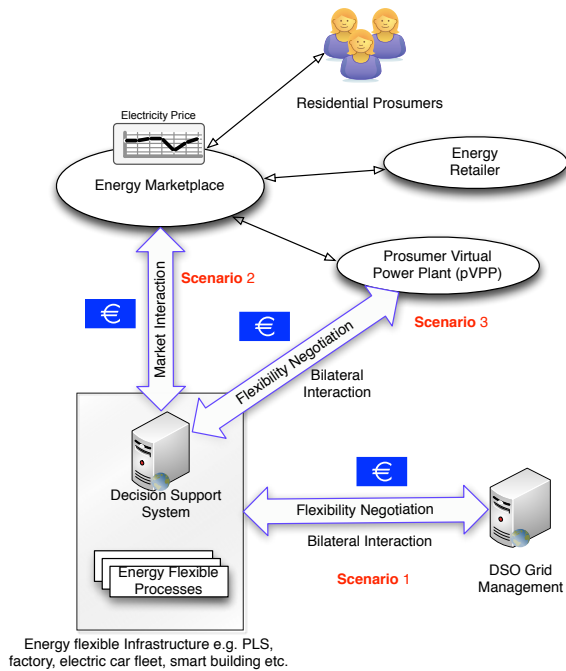 Residential Prosumers
Electricity Price
Energy Marketplace
Energy
Retailer
Prosumer Virtual
Power Plant (pVPP)
Scenario 2
Market Interaction
€
€
Flexibility Negotiation
Scenario 3
Bilateral
Interaction
Decision Support
System
€
Flexibility Negotiation
Bilateral Interaction
Scenario 1
DSO Grid
Management
Energy Flexible
Processes
Energy flexible Infrastructure e.g. PLS,
factory, electric car fleet, smart building etc.